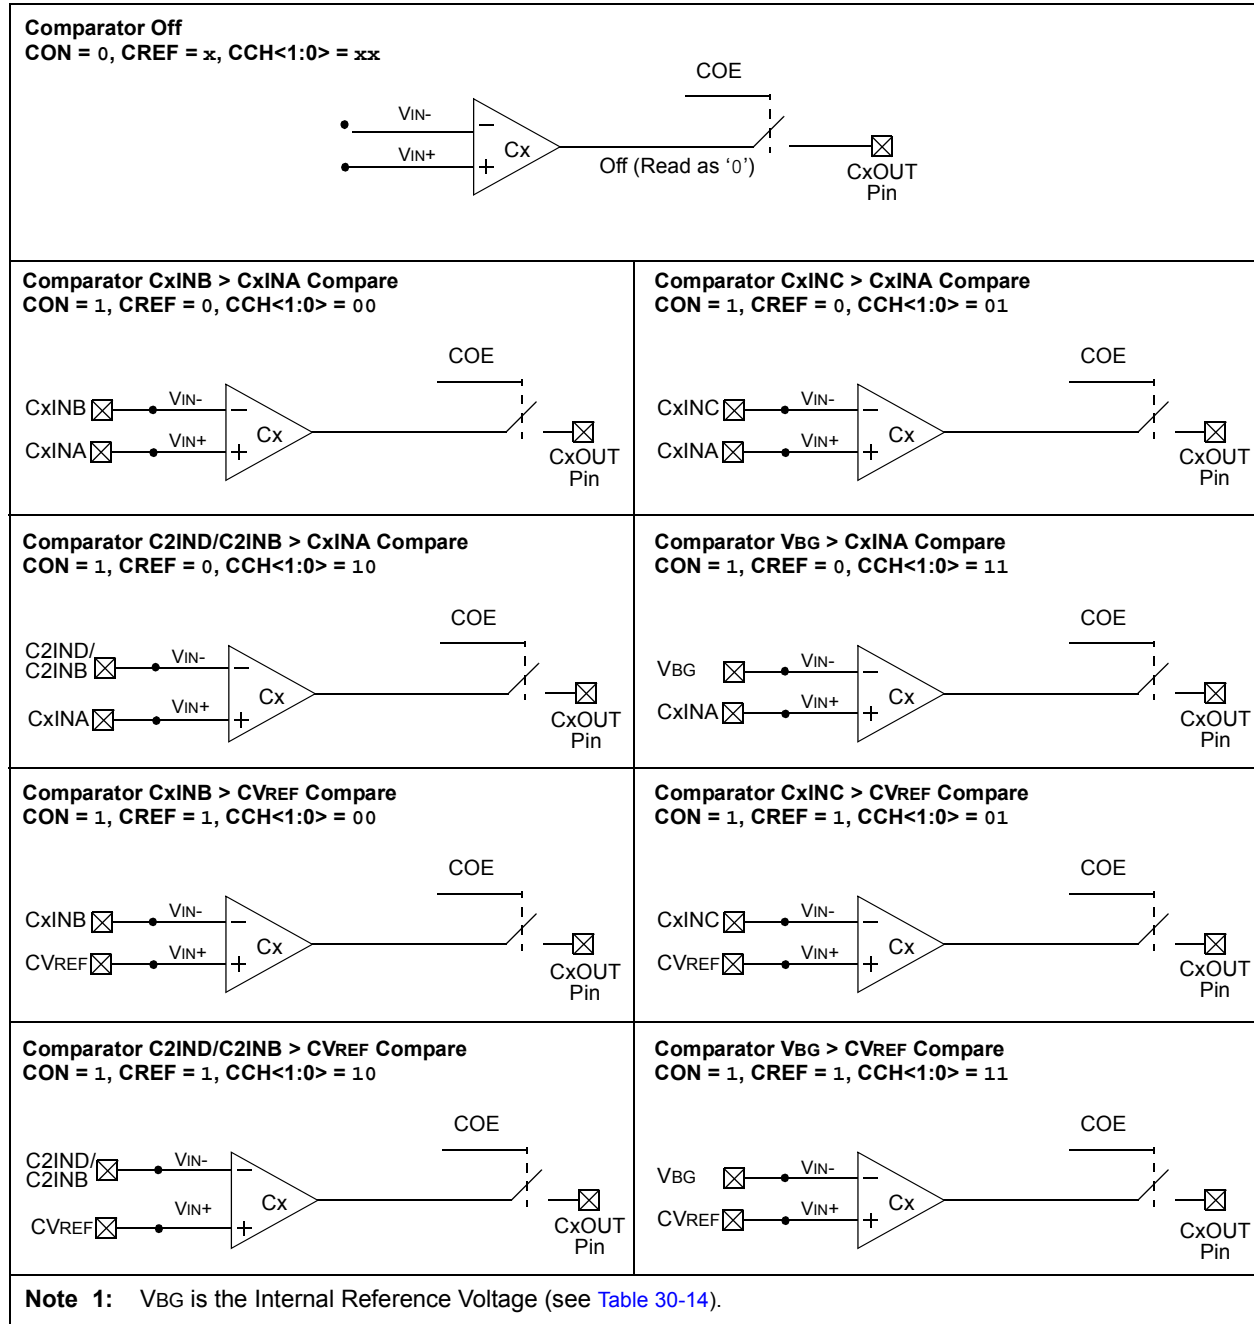 Comparator Off
CON = 0, CREF = x, CCH<1:0> = xx
COE
VIN-
VIN+
Cx
Off (Read as ‘0’)
CxOUT
Pin
Comparator CxINB > CxINA Compare
CON = 1, CREF = 0, CCH<1:0> = 00
COE
CxINB
VIN-
CxINA
VIN+
Cx
CxOUT
Pin
Comparator CxINC > CxINA Compare
CON = 1, CREF = 0, CCH<1:0> = 01
COE
CxINC
VIN-
CxINA
VIN+
Cx
CxOUT
Pin
Comparator C2IND/C2INB > CxINA Compare
CON = 1, CREF = 0, CCH<1:0> = 10
COE
C2IND/
C2INB
VIN-
CxINA
VIN+
Cx
CxOUT
Pin
Comparator VBG > CxINA Compare
CON = 1, CREF = 0, CCH<1:0> = 11
COE
VBG
VIN-
CxINA
VIN+
Cx
CxOUT
Pin
Comparator CxINB > CVREF Compare
CON = 1, CREF = 1, CCH<1:0> = 00
COE
CxINB
VIN-
CVREF
VIN+
Cx
CxOUT
Pin
Comparator CxINC > CVREF Compare
CON = 1, CREF = 1, CCH<1:0> = 01
COE
CxINC
VIN-
CVREF
VIN+
Cx
CxOUT
Pin
Comparator C2IND/C2INB > CVREF Compare
CON = 1, CREF = 1, CCH<1:0> = 10
COE
C2IND/
C2INB
VIN-
CVREF
VIN+
Cx
CxOUT
Pin
Comparator VBG > CVREF Compare
CON = 1, CREF = 1, CCH<1:0> = 11
COE
VBG
VIN-
CVREF
VIN+
Cx
CxOUT
Pin
Note 1: VBG is the Internal Reference Voltage (see Table 30-14).